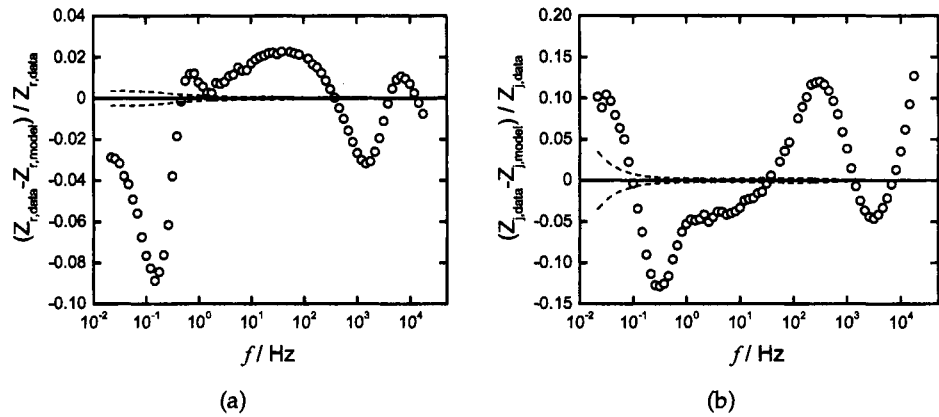 (Z_r,data-Z_r,model) / Z_r,data
0.04
0.02
0
-0.02
-0.04
-0.06
-0.08
-0.10
10^-2 10^-1 10^0 10^1 10^2 10^3 10^4
f / Hz
(a)
(Z_j,data-Z_j,model) / Z_j,data
0.20
0.15
0.10
0.05
0
-0.05
-0.10
-0.15
10^-2 10^-1 10^0 10^1 10^2 10^3 10^4
f / Hz
(b)